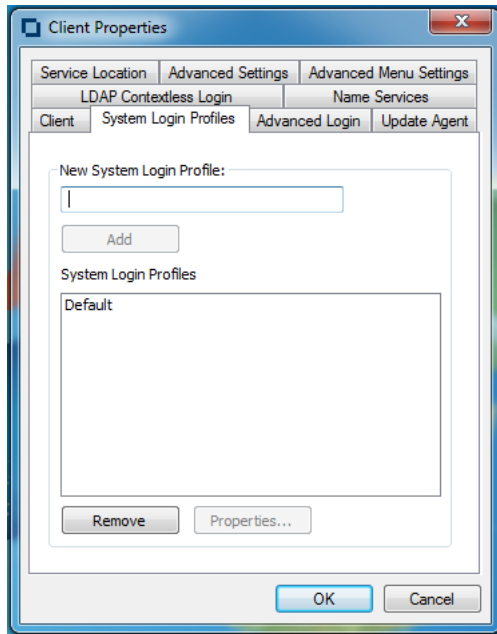 Client Properties
Service Location Advanced Settings Advanced Menu Settings
LDAP Contextless Login Name Services
Client System Login Profiles Advanced Login Update Agent
New System Login Profile:
Add
System Login Profiles
Default
Remove Properties...
OK Cancel